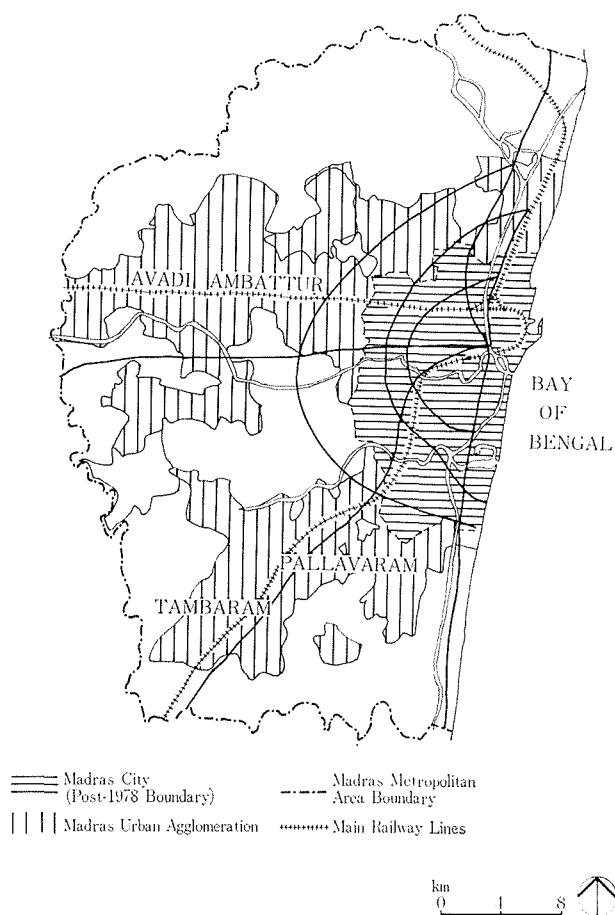 AVADI AMBATTUR
BAY
OF
BENGAL
PALLAVARAM
TAMBARAM
Madras City
(Post-1978 Boundary)
Madras Urban Agglomeration
Madras Metropolitan
Area Boundary
Main Railway Lines
km
0 4 8